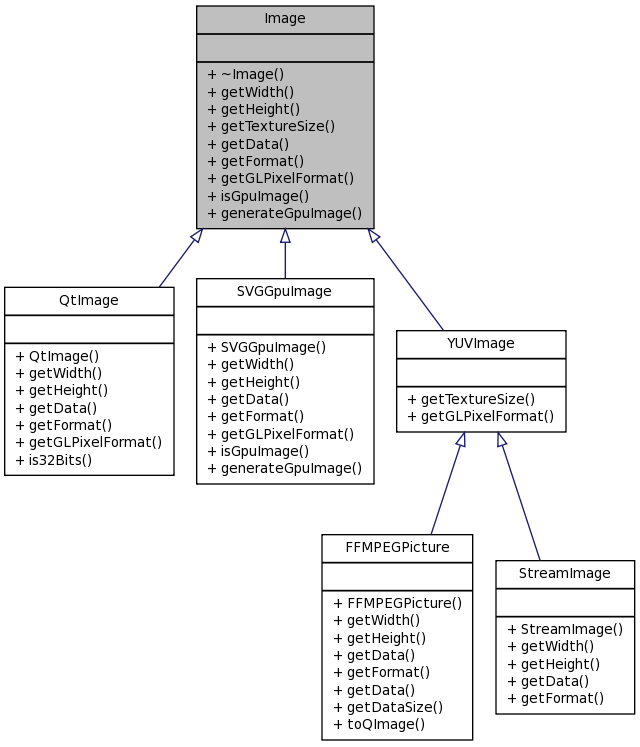 Image
+ ~Image()
+ getWidth()
+ getHeight()
+ getTextureSize()
+ getData()
+ getFormat()
+ getGLPixelFormat()
+ isGpuImage()
+ generateGpuImage()
QtImage
+ QtImage()
+ getWidth()
+ getHeight()
+ getData()
+ getFormat()
+ getGLPixelFormat()
+ is32Bits()
SVGGpuImage
+ SVGGpuImage()
+ getWidth()
+ getHeight()
+ getData()
+ getFormat()
+ getGLPixelFormat()
+ isGpuImage()
+ generateGpuImage()
YUVImage
+ getTextureSize()
+ getGLPixelFormat()
FFMPEGPicture
+ FFMPEGPicture()
+ getWidth()
+ getHeight()
+ getData()
+ getFormat()
+ getData()
+ getDataSize()
+ toQImage()
StreamImage
+ StreamImage()
+ getWidth()
+ getHeight()
+ getData()
+ getFormat()